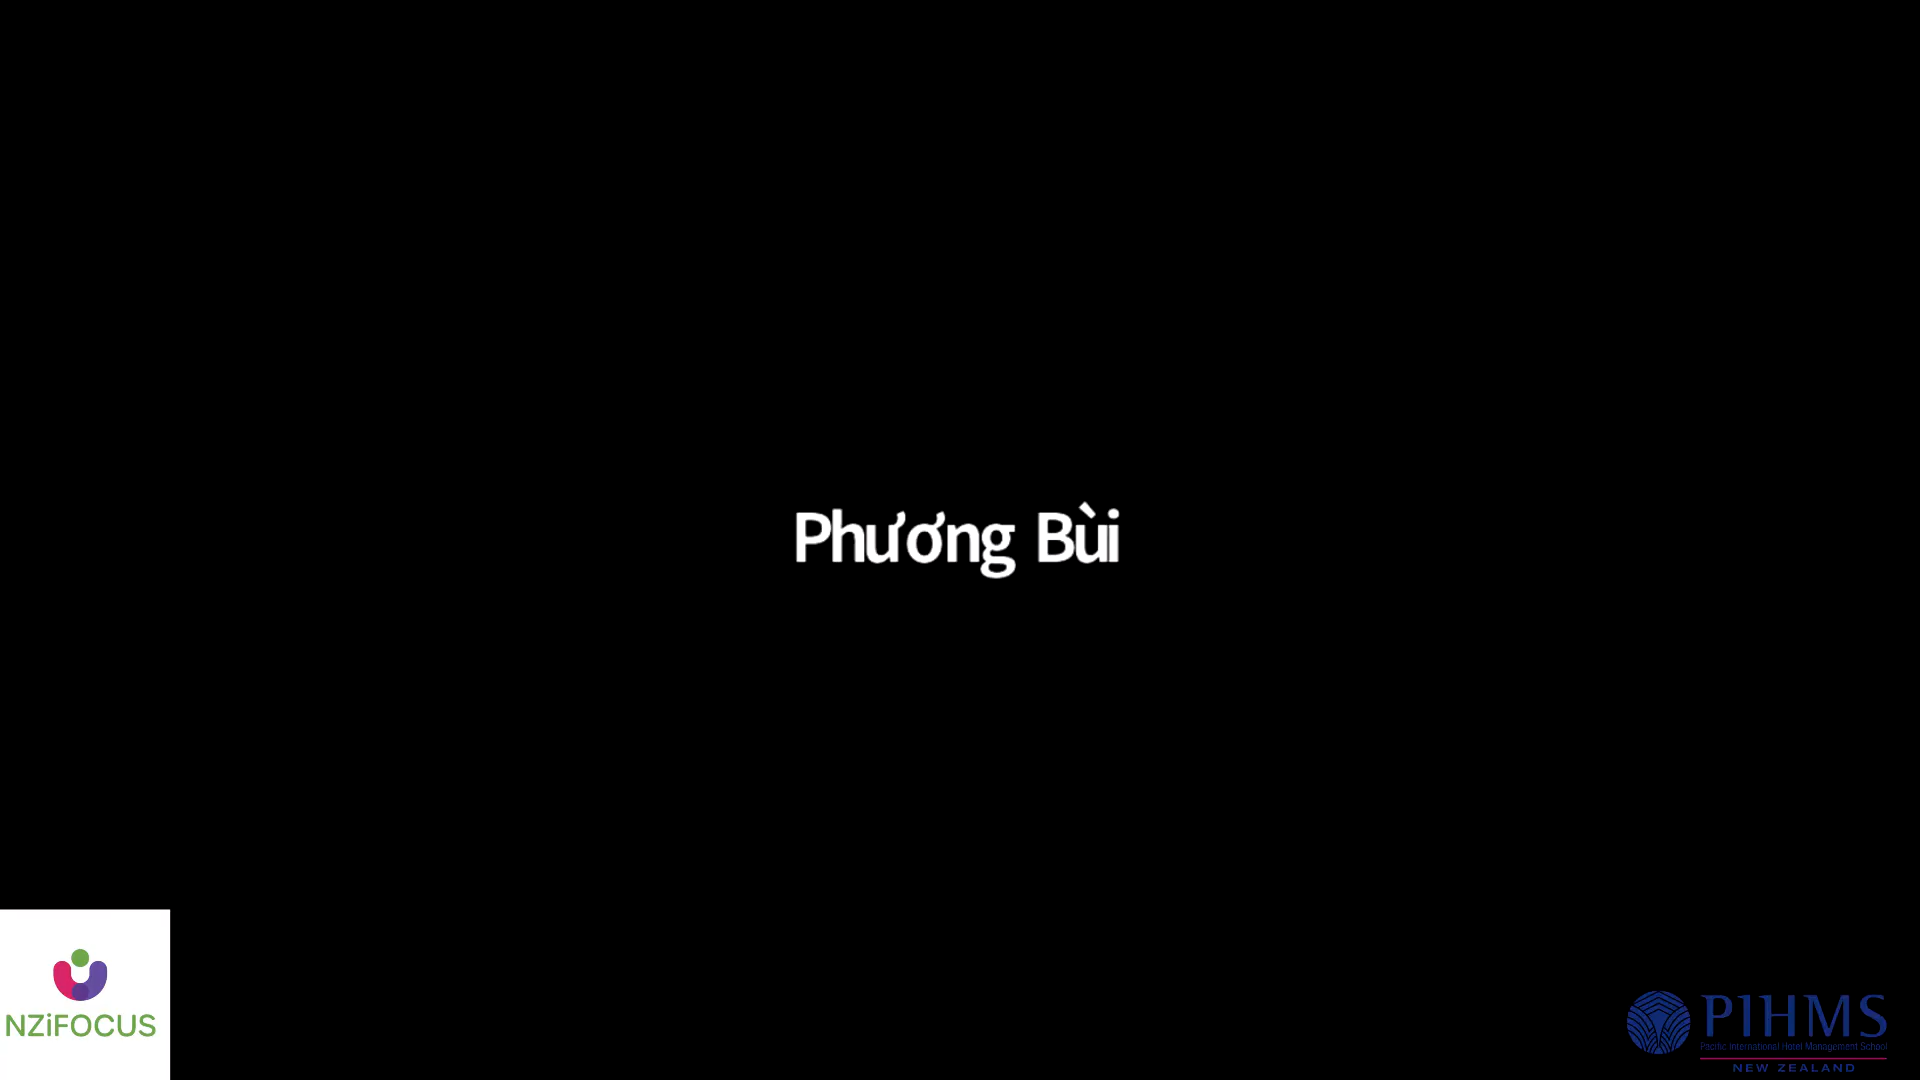 Phương Bùi
NZiFOCUS
PIHMS
Pacific International Hotel Management School
NEW ZEALAND